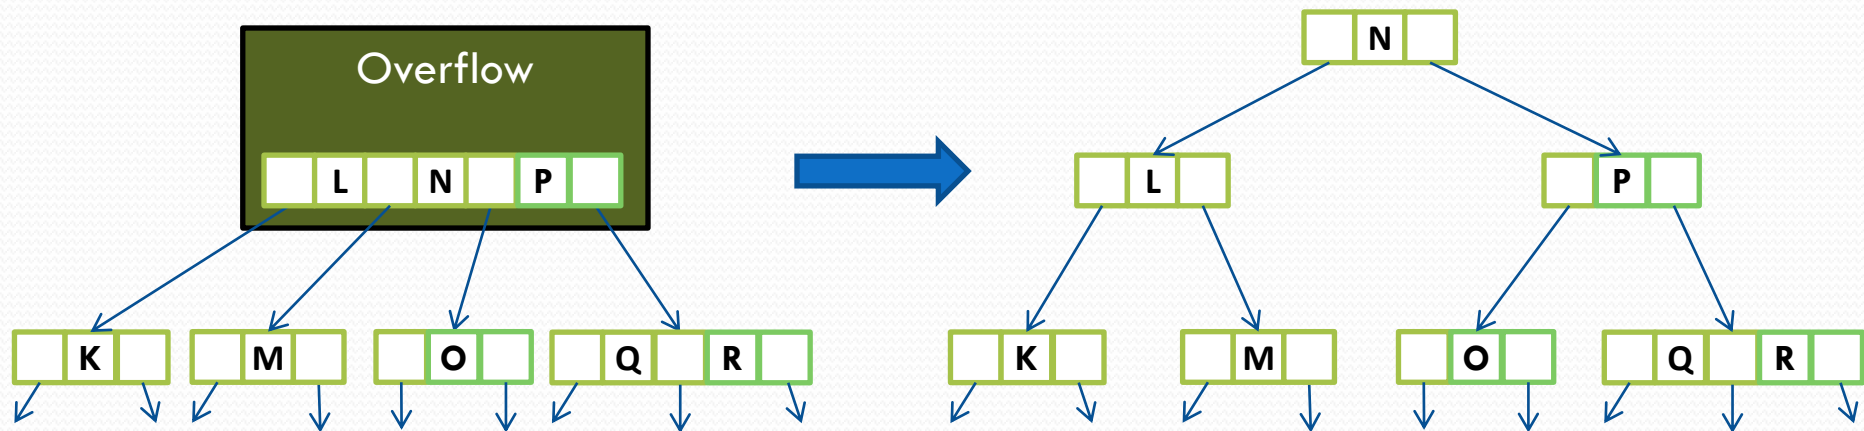 Overflow
L N P
K M O Q R
N
L P
K M O Q R